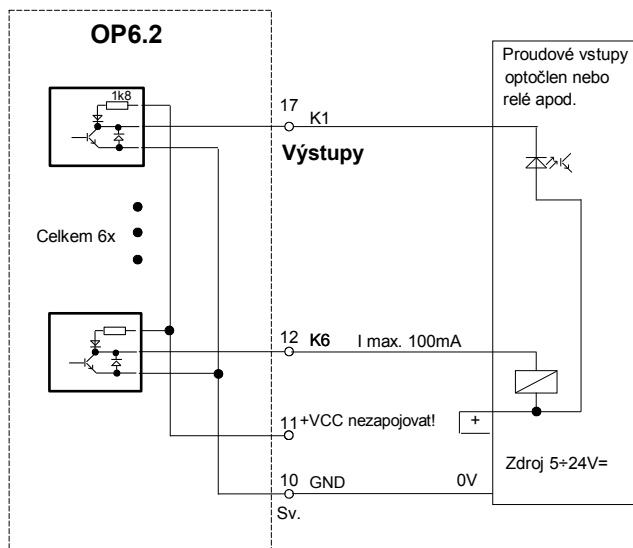 OP6.2
Proudové vstupy
optočlen nebo
relé apod.
1k8
17
K1
Výstupy
Celkem 6x
12
K6
I max. 100mA
11
+VCC nezapojovat!
+
Zdroj 5÷24V=
10
GND
0V
Sv.